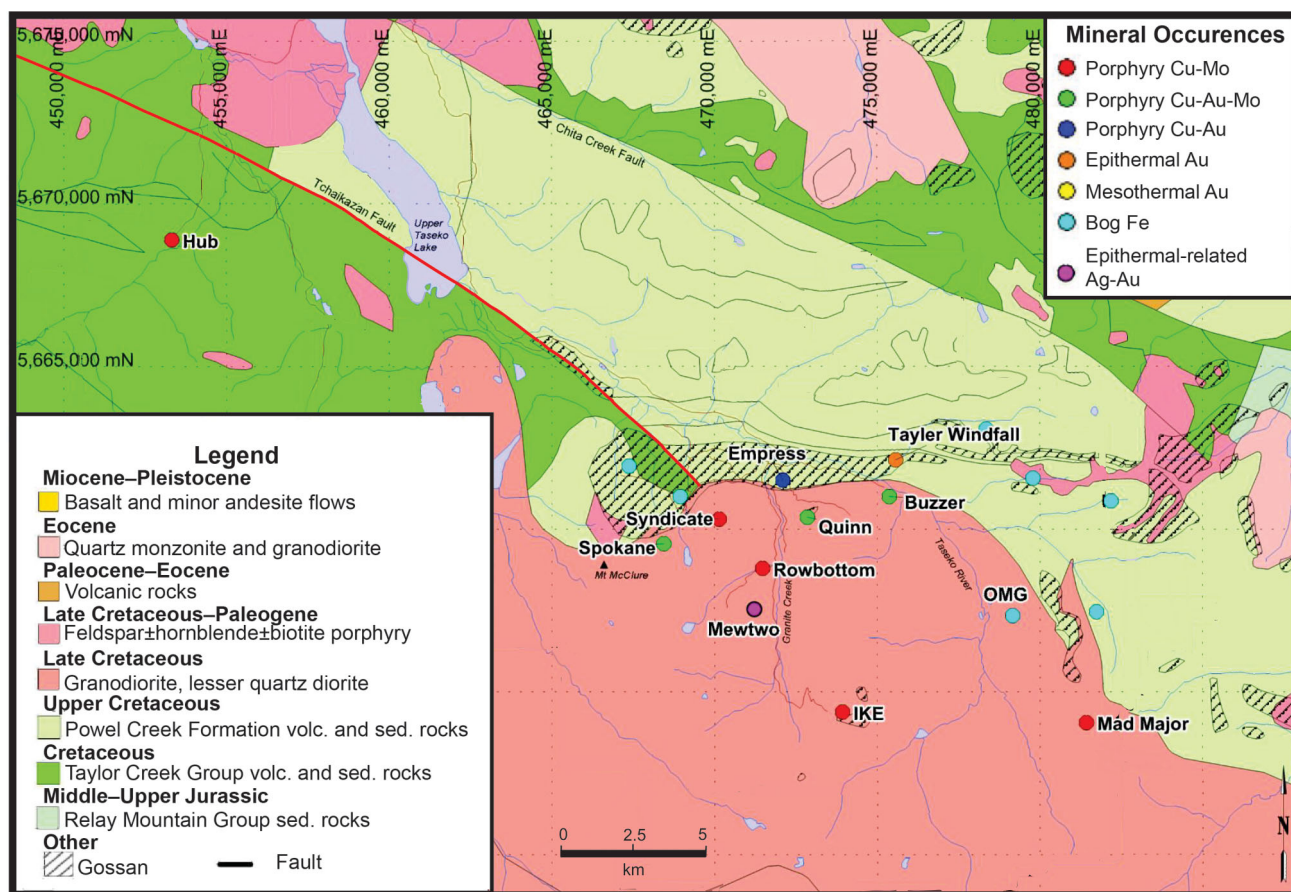 5,675,000 mN
450,000 mE
455,000 mE
460,000 mE
465,000 mE
470,000 mE
475,000 mE
480,000 mE
Mineral Occurences
Porphyry Cu-Mo
Porphyry Cu-Au-Mo
Porphyry Cu-Au
Epithermal Au
Mesothermal Au
Bog Fe
Epithermal-related
Ag-Au
Chita Creek Fault
Tchaikazan Fault
5,670,000 mN
Upper
Taseko
Lake
Hub
5,665,000 mN
Tayler Windfall
Empress
Buzzer
Syndicate
Quinn
Spokane
Mt McClure
Rowbottom
Taseko River
Granite Creek
OMG
Mewtwo
IKE
Mád Major
Legend
Miocene–Pleistocene
Basalt and minor andesite flows
Eocene
Quartz monzonite and granodiorite
Paleocene–Eocene
Volcanic rocks
Late Cretaceous–Paleogene
Feldspar±hornblende±biotite porphyry
Late Cretaceous
Granodiorite, lesser quartz diorite
Upper Cretaceous
Powel Creek Formation volc. and sed. rocks
Cretaceous
Taylor Creek Group volc. and sed. rocks
Middle–Upper Jurassic
Relay Mountain Group sed. rocks
Other
Gossan
Fault
0 2.5 5
km
N